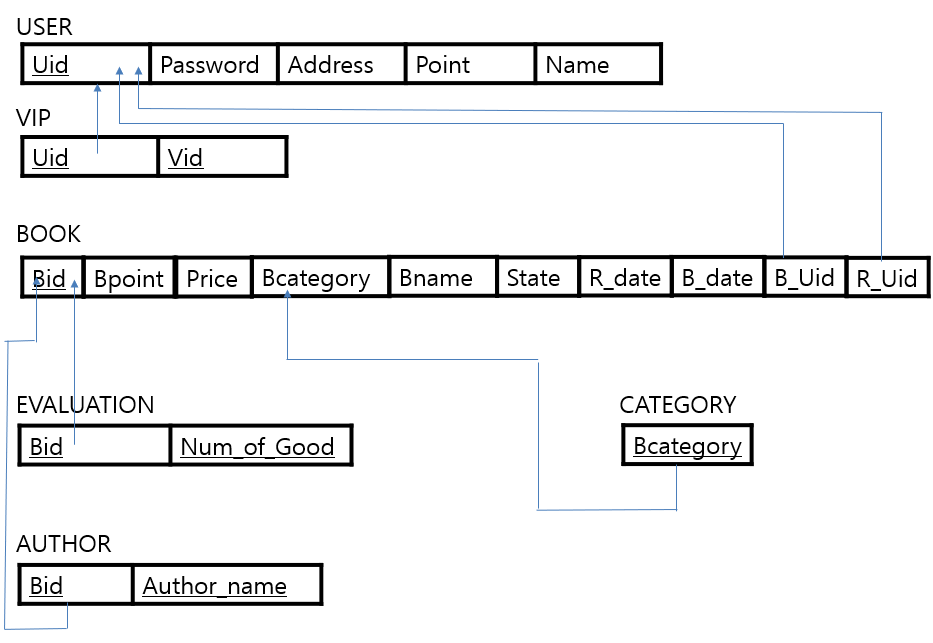 USER
Uid Password Address Point Name
VIP
Uid Vid
BOOK
Bid Bpoint Price Bcategory Bname State R_date B_date B_Uid R_Uid
EVALUATION
Bid Num_of_Good
CATEGORY
Bcategory
AUTHOR
Bid Author_name